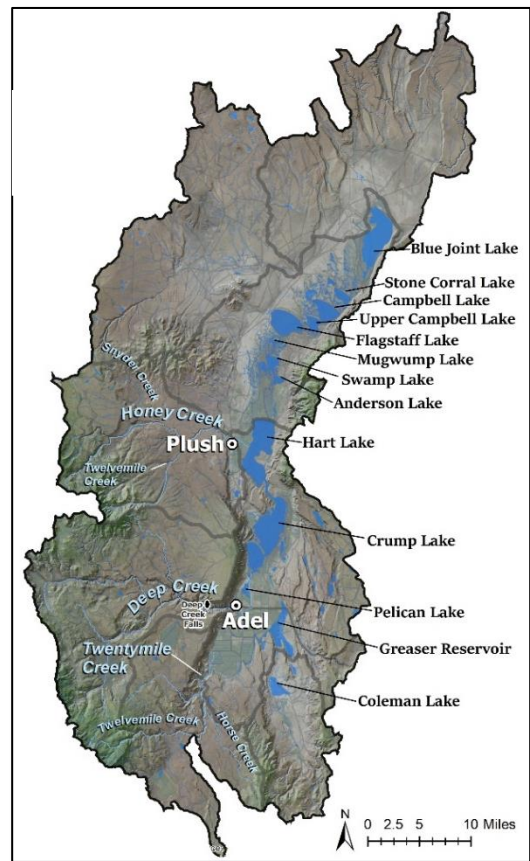 Blue Joint Lake
Stone Corral Lake
Campbell Lake
Upper Campbell Lake
Flagstaff Lake
Mugwump Lake
Swamp Lake
Anderson Lake
Snyder Creek
Honey Creek
Plush
Hart Lake
Twelvemile
Creek
Crump Lake
Deep Creek
Deep
Creek
Falls
Adel
Pelican Lake
Greaser Reservoir
Twentymile
Creek
Coleman Lake
Twelvemile Creek
Horse Creek
N
0 2.5 5 10 Miles